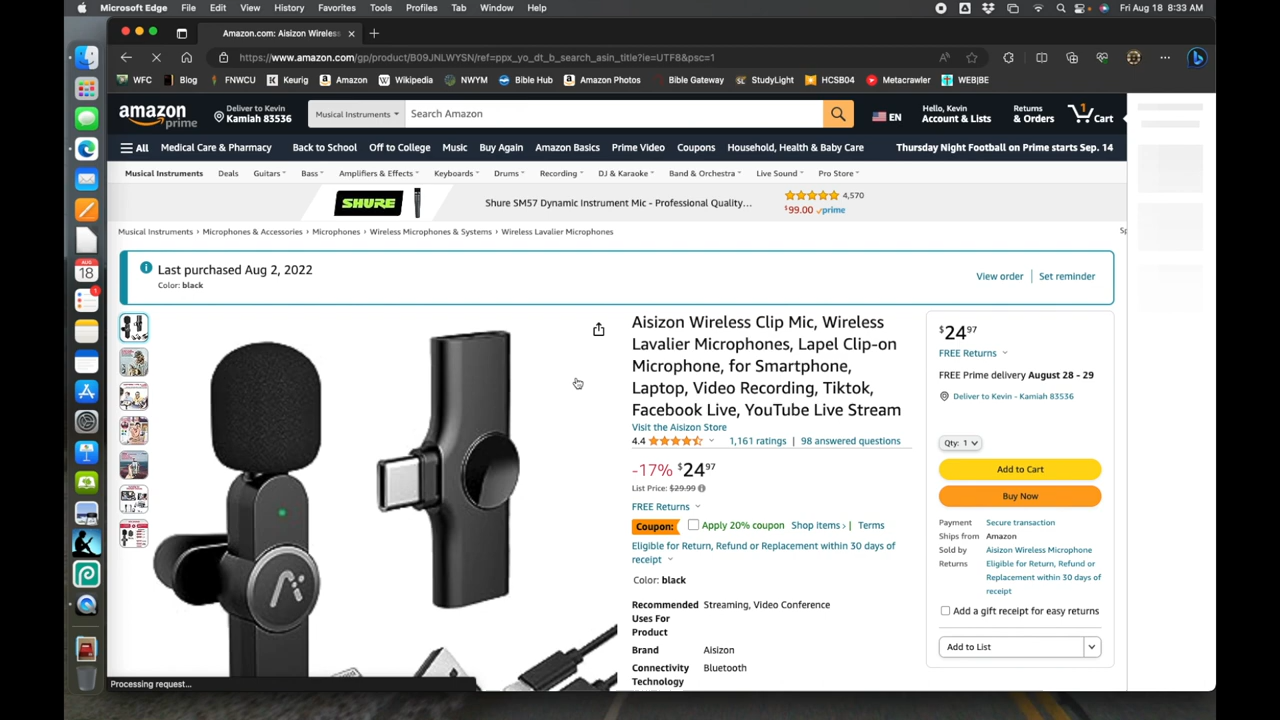 Microsoft Edge File Edit View History Favorites Tools Profiles Tab Window Help Fri Aug 18 8:33 AM
Amazon.com: Aisizon Wireless
https://www.amazon.com/gp/product/B09JNLWYSN/ref=ppx_yo_dt_b_search_asin_title?ie=UTF8&psc=1
WFC Blog FNWCU Keurig Amazon Wikipedia NWYM Bible Hub Amazon Photos Bible Gateway StudyLight HCSB04 Metacrawler WEB|BE
amazon prime
Deliver to Kevin
Kamiah 83536
Musical Instruments
Search Amazon
EN
Hello, Kevin
Account & Lists
Returns
& Orders
1
Cart
All Medical Care & Pharmacy Back to School Off to College Music Buy Again Amazon Basics Prime Video Coupons Household, Health & Baby Care Thursday Night Football on Prime starts Sep. 14
Musical Instruments Deals Guitars Bass Amplifiers & Effects Keyboards Drums Recording DJ & Karaoke Band & Orchestra Live Sound Pro Store
SHURE Shure SM57 Dynamic Instrument Mic - Professional Quality... 4,570
$99.00 prime
Musical Instruments › Microphones & Accessories › Microphones › Wireless Microphones & Systems › Wireless Lavalier Microphones Sp
Last purchased Aug 2, 2022
Color: black
View order | Set reminder
Aisizon Wireless Clip Mic, Wireless
Lavalier Microphones, Lapel Clip-on
Microphone, for Smartphone,
Laptop, Video Recording, Tiktok,
Facebook Live, YouTube Live Stream
Visit the Aisizon Store
4.4 1,161 ratings | 98 answered questions
-17% $24 97
List Price: $29.99
FREE Returns
Coupon: Apply 20% coupon Shop items › | Terms
Eligible for Return, Refund or Replacement within 30 days of
receipt
Color: black
Recommended Streaming, Video Conference
Uses For
Product
Brand Aisizon
Connectivity Bluetooth
Technology
$24 97
FREE Returns
FREE Prime delivery August 28 - 29
Deliver to Kevin - Kamiah 83536
Qty: 1
Add to Cart
Buy Now
Payment Secure transaction
Ships from Amazon
Sold by Aisizon Wireless Microphone
Returns Eligible for Return, Refund or
Replacement within 30 days of
receipt
Add a gift receipt for easy returns
Add to List
Processing request...
AUG
18
1